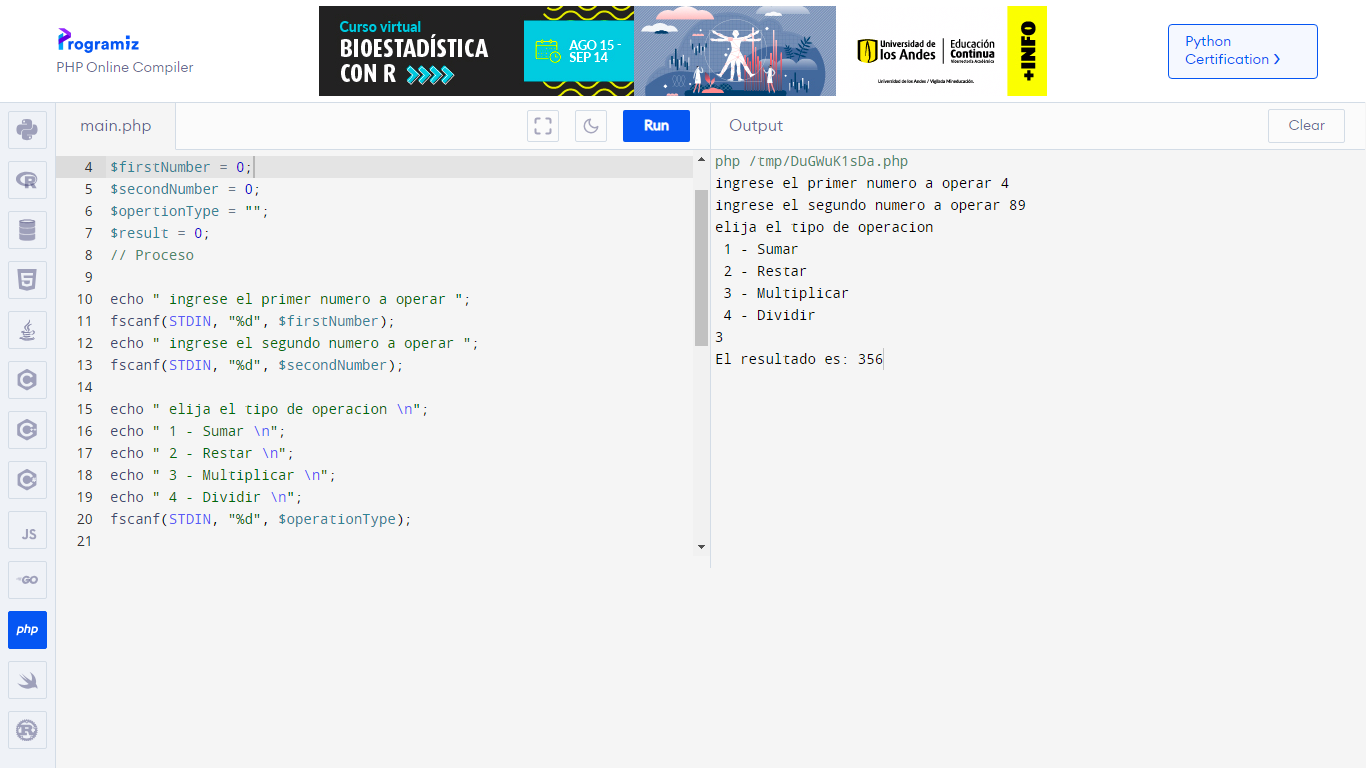 Programiz
PHP Online Compiler
Curso virtual
BIOESTADÍSTICA
CON R
AGO 15 -
SEP 14
Universidad de
los Andes
Educación
Continua
Vicerrectoría Académica
Universidad de los Andes / Vigilada Mineducación.
+INFO
Python
Certification
main.php
Run
Output
Clear
4 $firstNumber = 0;
5 $secondNumber = 0;
6 $opertionType = "";
7 $result = 0;
8 // Proceso
9
10 echo " ingrese el primer numero a operar ";
11 fscanf(STDIN, "%d", $firstNumber);
12 echo " ingrese el segundo numero a operar ";
13 fscanf(STDIN, "%d", $secondNumber);
14
15 echo " elija el tipo de operacion \n";
16 echo " 1 - Sumar \n";
17 echo " 2 - Restar \n";
18 echo " 3 - Multiplicar \n";
19 echo " 4 - Dividir \n";
20 fscanf(STDIN, "%d", $operationType);
21
php /tmp/DuGWuK1sDa.php
ingrese el primer numero a operar 4
ingrese el segundo numero a operar 89
elija el tipo de operacion
1 - Sumar
2 - Restar
3 - Multiplicar
4 - Dividir
3
El resultado es: 356
R
5
C
C
C
JS
GO
php
R